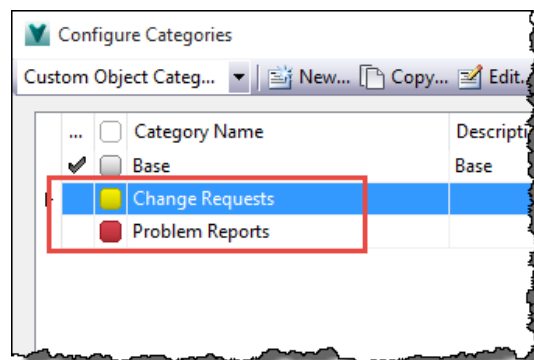 Configure Categories
Custom Object Categ... New... Copy... Edit.
... Category Name Descripti
Base Base
Change Requests
Problem Reports